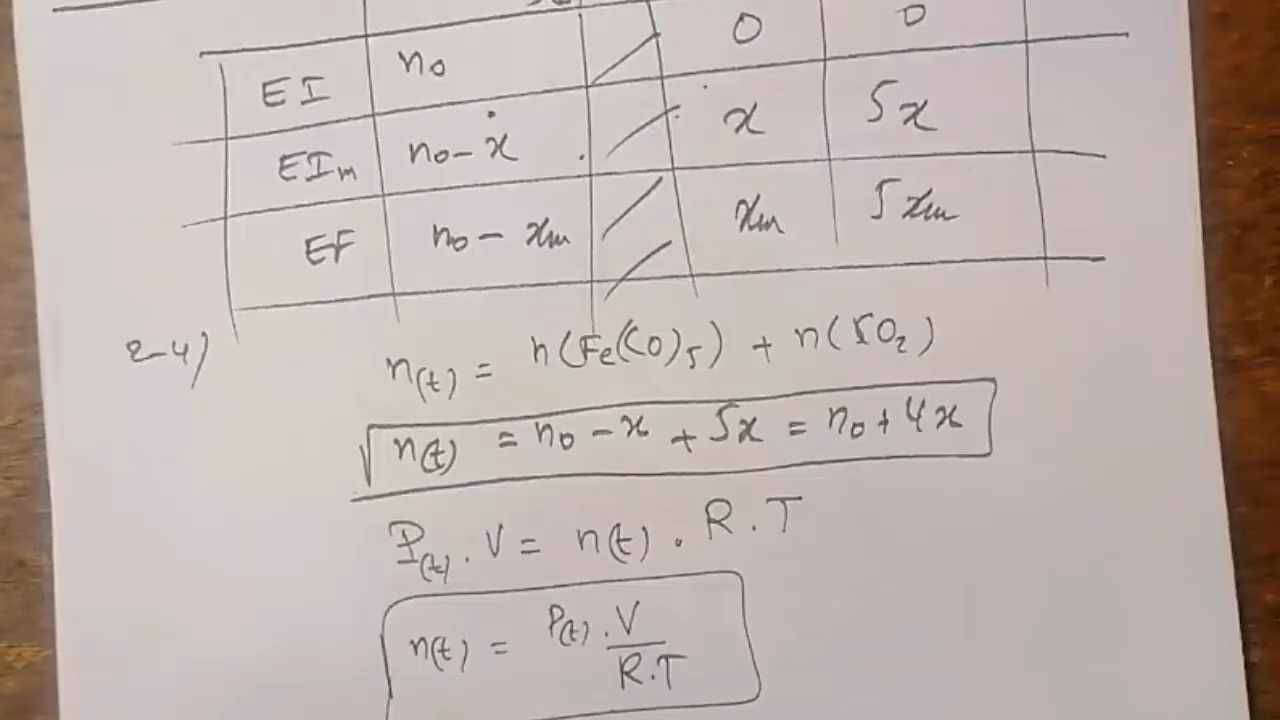 0 0
EI n₀
EIm n₀ - x x 5x
EF n₀ - xm xm 5xm
2-4) n(t) = n(Fe(CO)₅) + n(5O₂)
n(t) = n₀ - x + 5x = n₀ + 4x
P(t) . V = n(t) . R . T
n(t) = P(t) . V / R.T